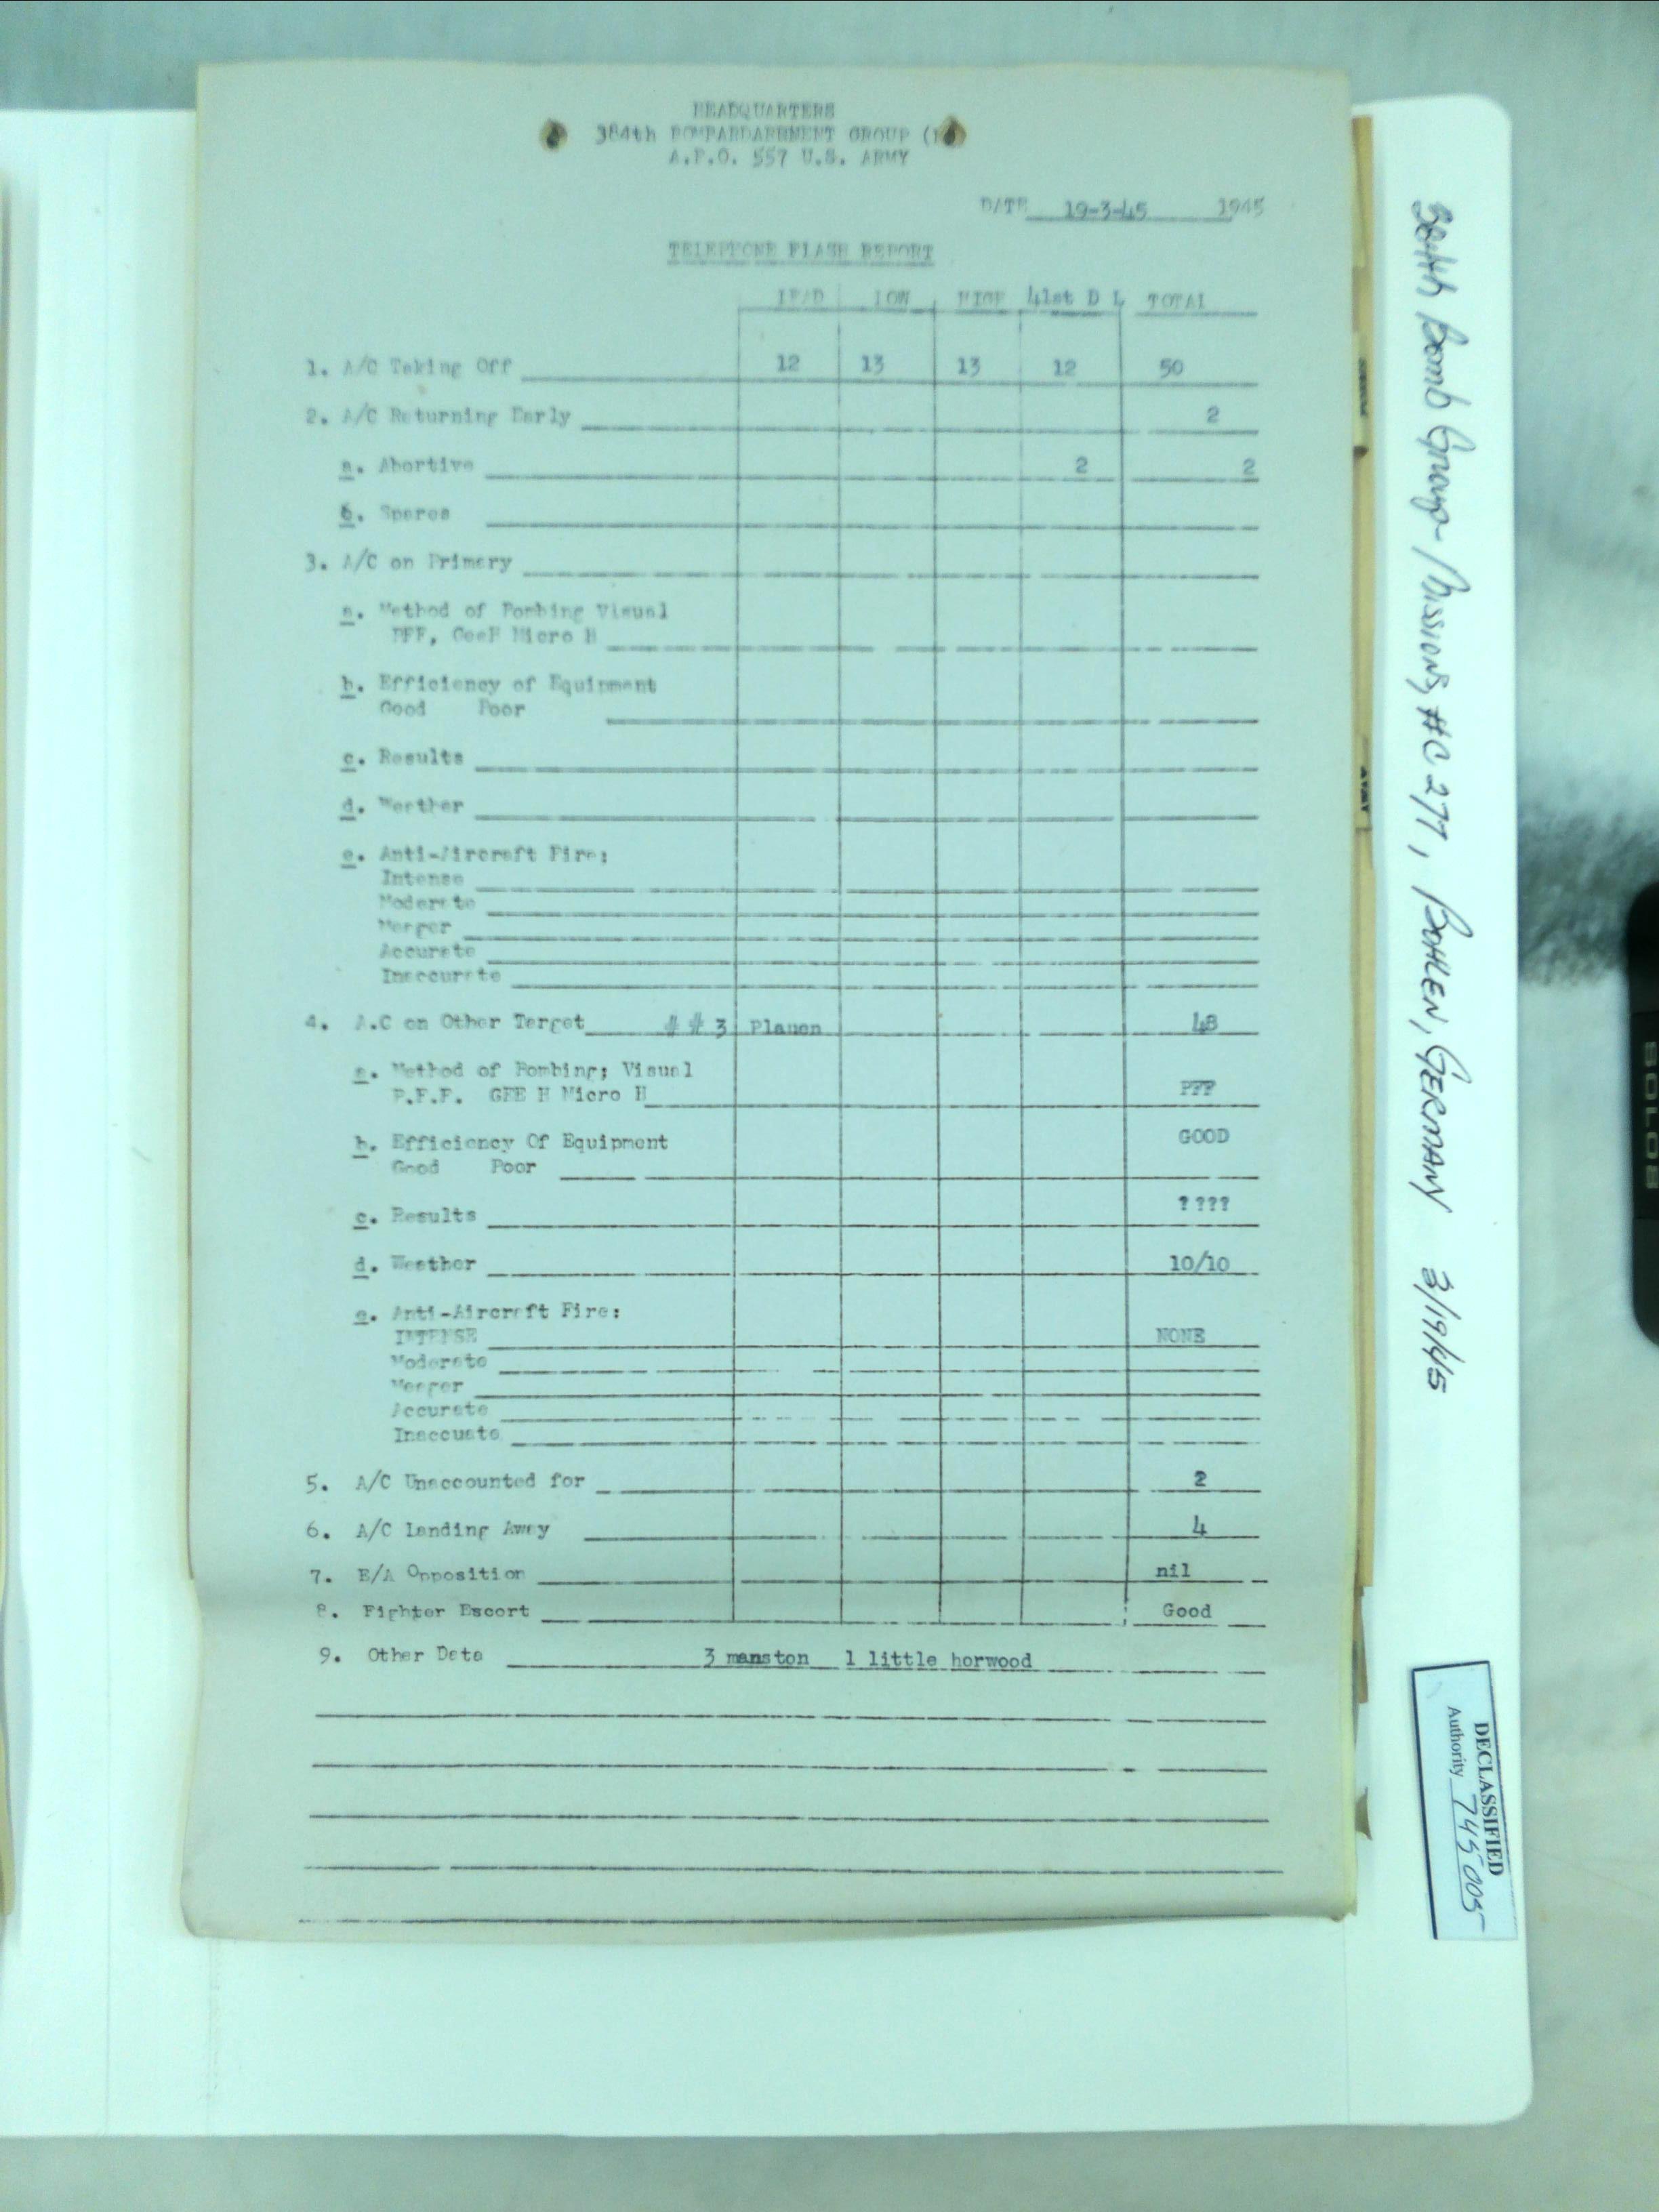 HEADQUARTERS
384th BOMBARDARBMENT GROUP
A.P.O. 557 U.S. ARMY
DATE 19-3-45 1945
TELEPHONE FLASH REPORT
LEAD LOW HIGH 41st D L TOTAL
1. A/C Taking Off 12 13 13 12 50
2. A/C Returning Early 2
a. Abortive 2 2
b. Spares
3. A/C on Primary
a. Method of Bombing Visual
PFF, GeeH Micro H
b. Efficiency of Equipment
Good Poor
c. Results
d. Weather
e. Anti-Aircraft Fire:
Intense
Moderate
Meager
Accurate
Inaccurate
4. A.C on Other Target # # 3 Plauen 48
a. Method of Bombing; Visual
P.F.F. GEE H Micro H PFF
b. Efficiency Of Equipment GOOD
Good Poor
c. Results ????
d. Weather 10/10
e. Anti-Aircraft Fire:
INTENSE NONE
Moderate
Meager
Accurate
Inaccuate
5. A/C Unaccounted for 2
6. A/C Landing Away 4
7. E/A Opposition nil
8. Fighter Escort Good
9. Other Data 3 manston 1 little horwood
384th Bomb Group - Missions, #C 277, BOHLEN, GERMANY 3/19/45
DECLASSIFIED
Authority 745005
SOLOS